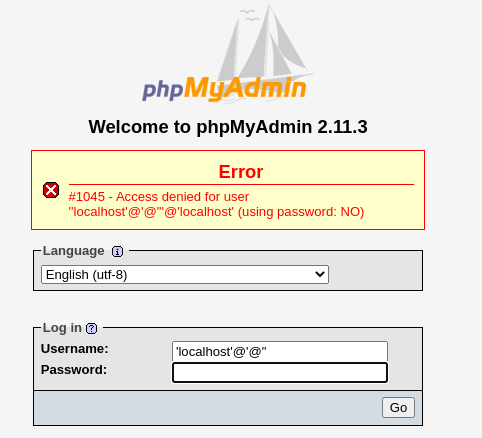 phpMyAdmin
Welcome to phpMyAdmin 2.11.3
Error
#1045 - Access denied for user
''localhost'@'@"'@'localhost' (using password: NO)
Language
English (utf-8)
Log in
Username:
'localhost'@'@"
Password:
Go